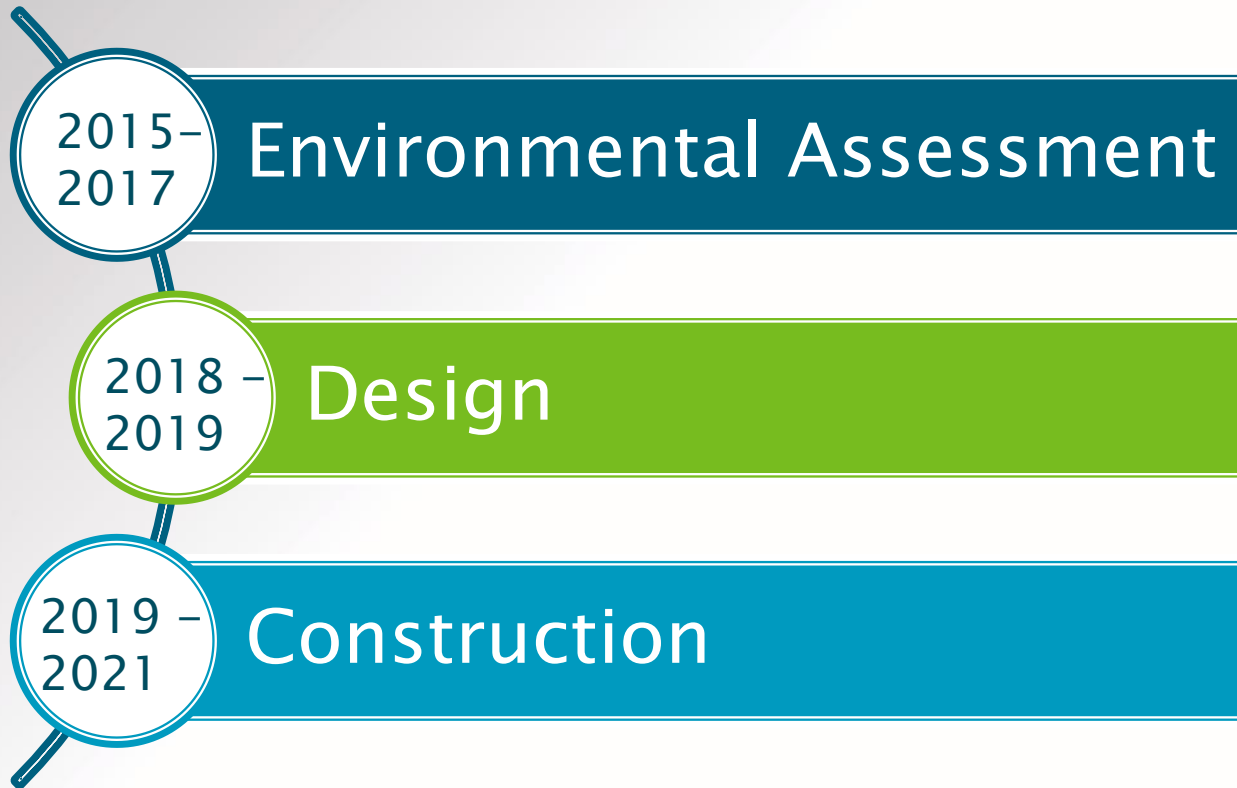 2015–
2017
Environmental Assessment
2018 –
2019
Design
2019 –
2021
Construction